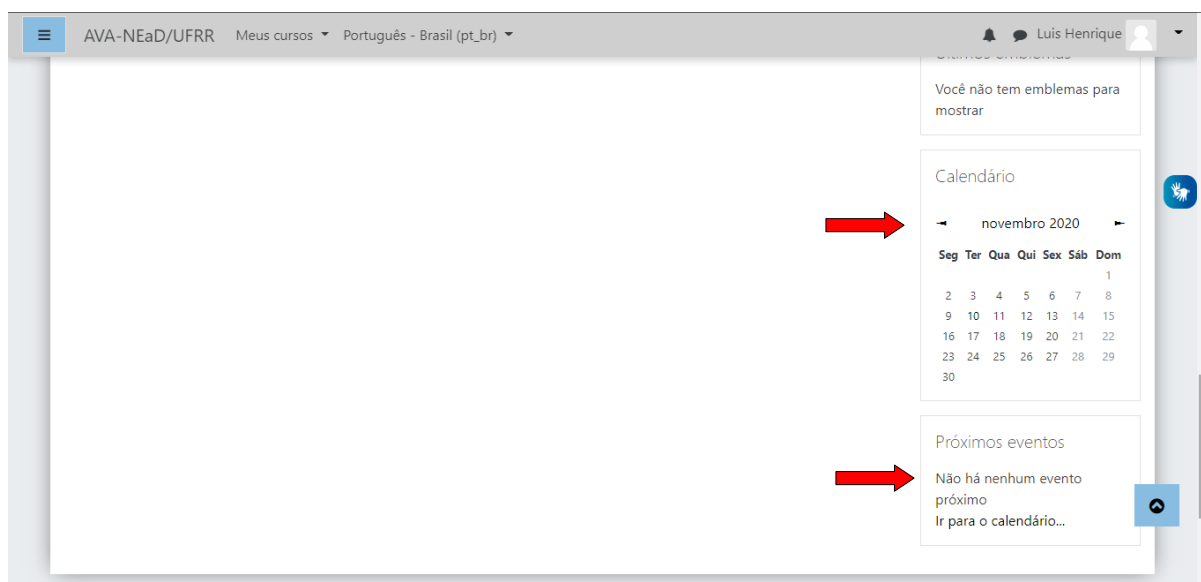 AVA-NEaD/UFRR Meus cursos Português - Brasil (pt_br) Luis Henrique
Últimos emblemas
Você não tem emblemas para
mostrar
Calendário
novembro 2020
Seg Ter Qua Qui Sex Sáb Dom
1
2 3 4 5 6 7 8
9 10 11 12 13 14 15
16 17 18 19 20 21 22
23 24 25 26 27 28 29
30
Próximos eventos
Não há nenhum evento
próximo
Ir para o calendário...